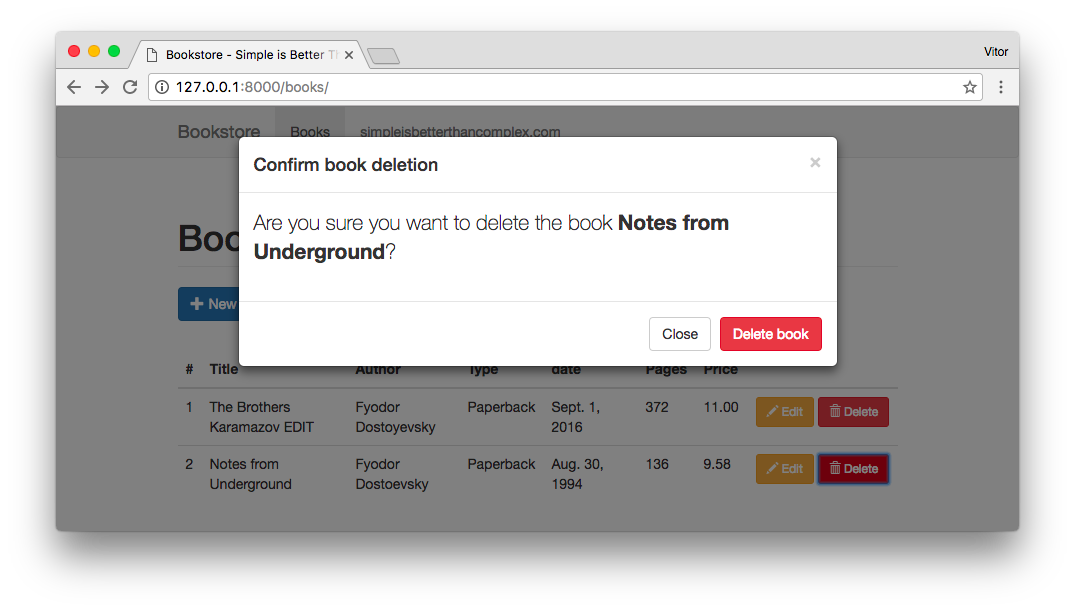 Bookstore - Simple is Better Th
Vitor
127.0.0.1:8000/books/
Bookstore Books simpleisbetterthancomplex.com
Confirm book deletion ×
Are you sure you want to delete the book Notes from
Underground?
Boo
New
Close Delete book
# Title Author Type date Pages Price
1 The Brothers Fyodor Paperback Sept. 1, 372 11.00 Edit Delete
Karamazov EDIT Dostoyevsky 2016
2 Notes from Fyodor Paperback Aug. 30, 136 9.58 Edit Delete
Underground Dostoevsky 1994